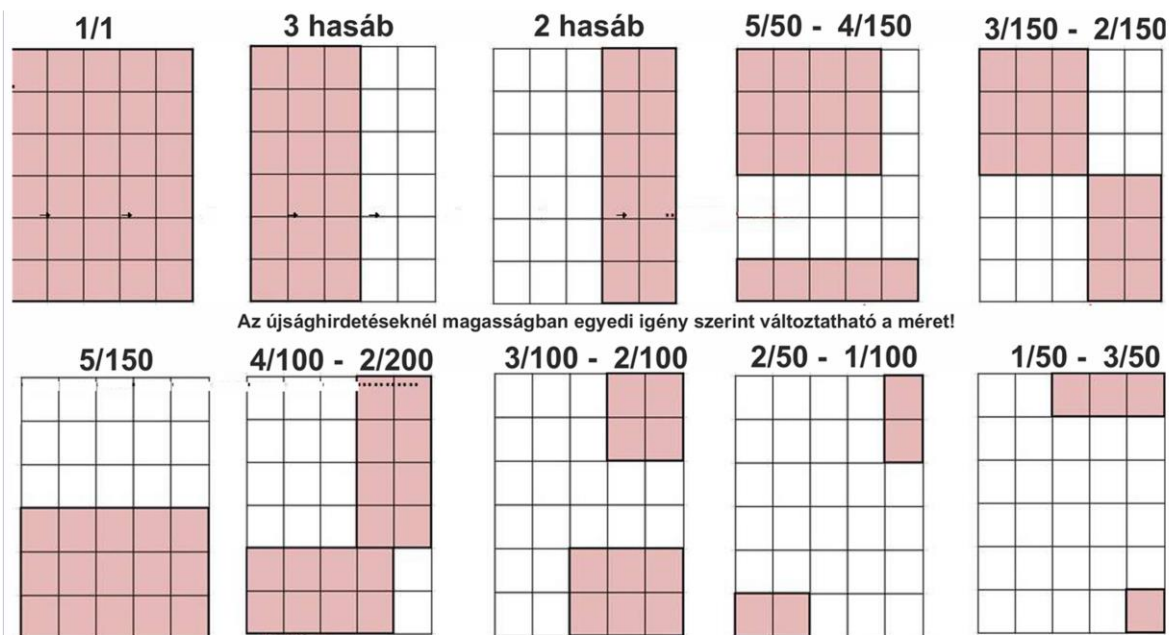 1/1
3 hasáb
2 hasáb
5/50 - 4/150
3/150 - 2/150
Az újsághirdetéseknél magasságban egyedi igény szerint változtatható a méret!
5/150
4/100 - 2/200
3/100 - 2/100
2/50 - 1/100
1/50 - 3/50